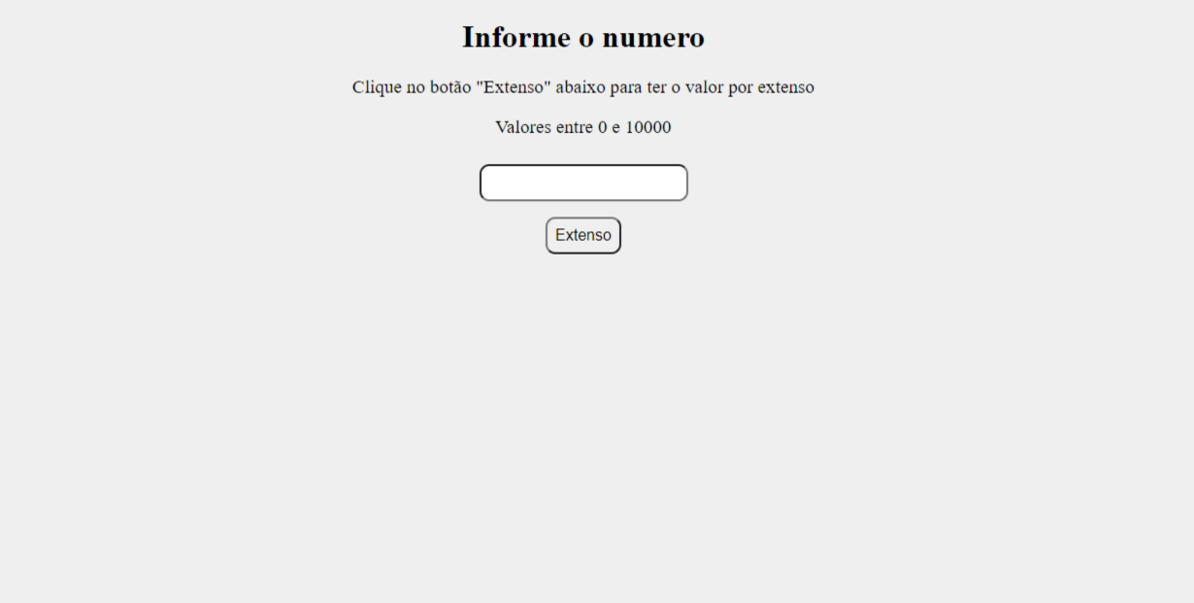 Informe o numero
Clique no botão "Extenso" abaixo para ter o valor por extenso
Valores entre 0 e 10000
Extenso